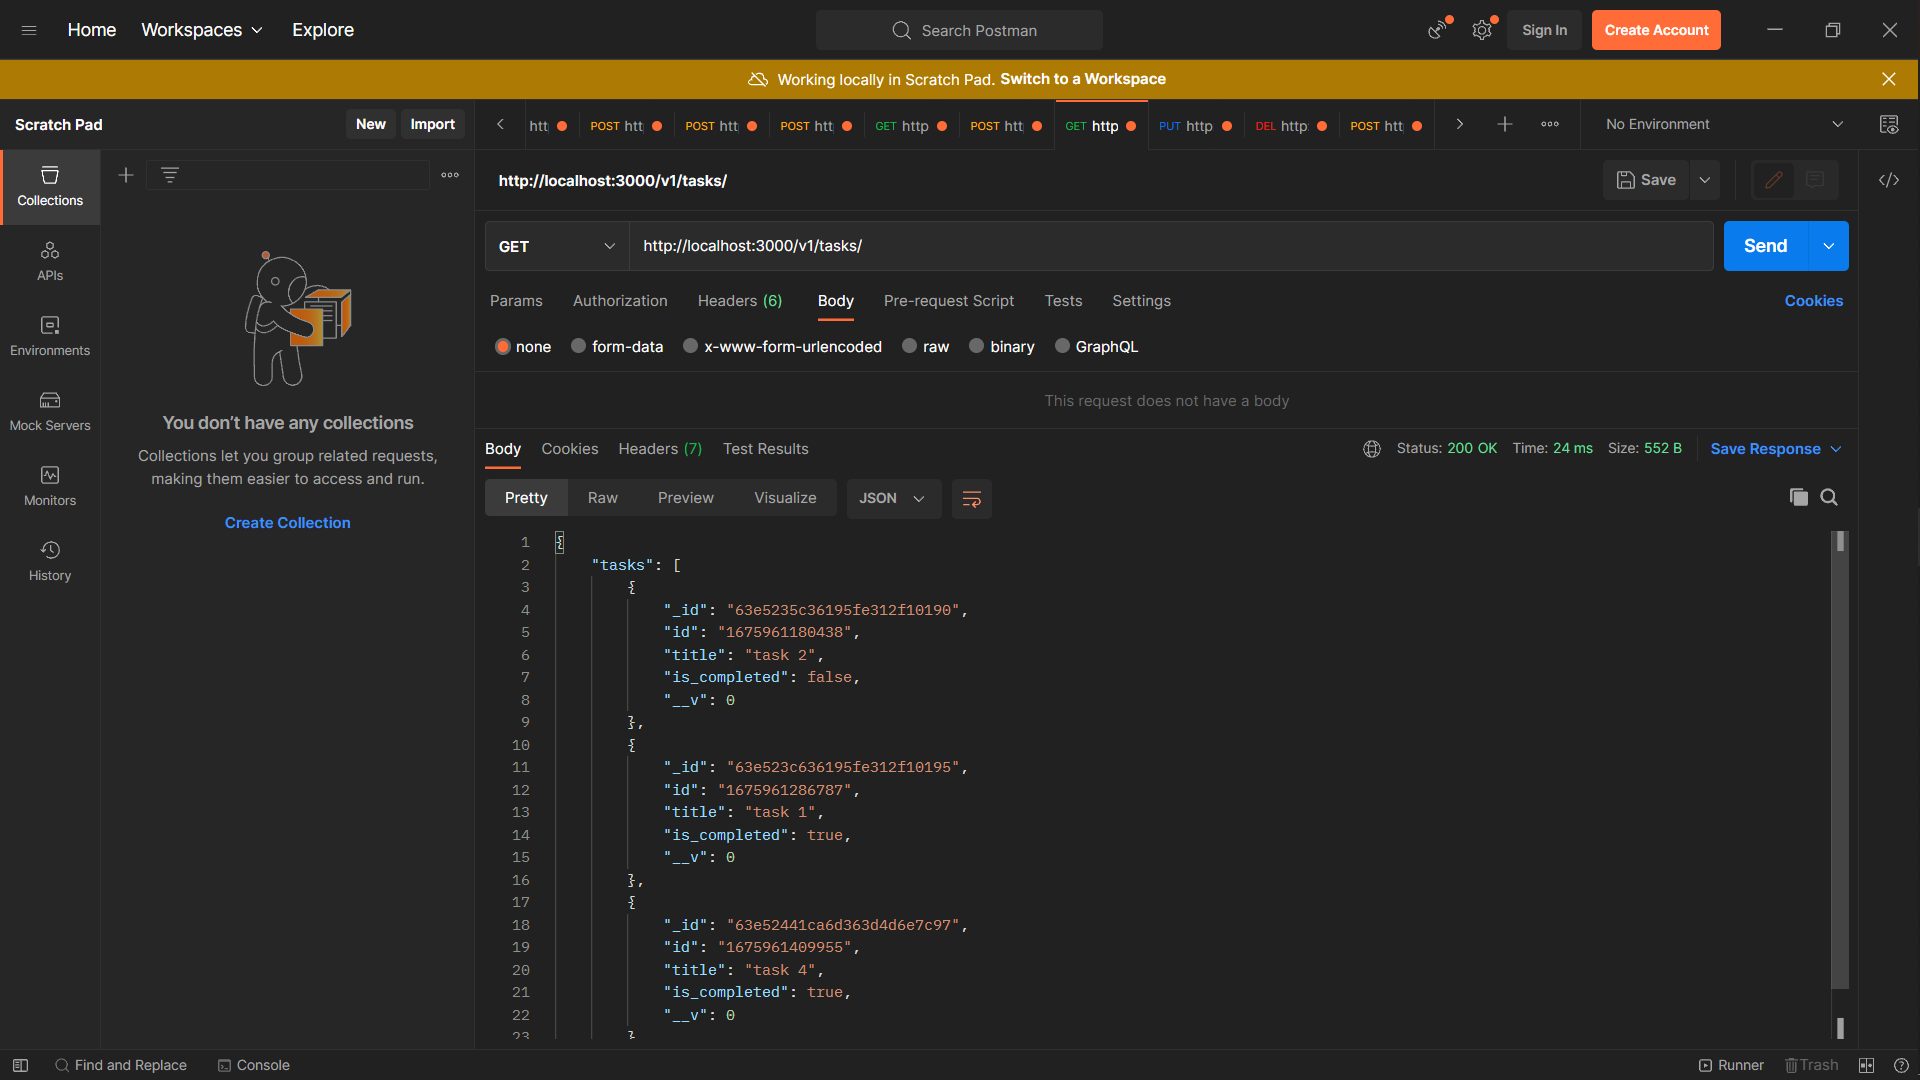 Home Workspaces Explore
Search Postman
Sign In Create Account
Working locally in Scratch Pad. Switch to a Workspace
Scratch Pad New Import
htt POST htt POST htt POST htt GET http POST htt GET http PUT http DEL http POST htt
No Environment
Collections
APIs
Environments
Mock Servers
Monitors
History
You don’t have any collections
Collections let you group related requests,
making them easier to access and run.
Create Collection
http://localhost:3000/v1/tasks/
Save
GET http://localhost:3000/v1/tasks/ Send
Params Authorization Headers (6) Body Pre-request Script Tests Settings Cookies
none form-data x-www-form-urlencoded raw binary GraphQL
This request does not have a body
Body Cookies Headers (7) Test Results Status: 200 OK Time: 24 ms Size: 552 B Save Response
Pretty Raw Preview Visualize JSON
1 {
2 "tasks": [
3 {
4 "_id": "63e5235c36195fe312f10190",
5 "id": "1675961180438",
6 "title": "task 2",
7 "is_completed": false,
8 "__v": 0
9 },
10 {
11 "_id": "63e523c636195fe312f10195",
12 "id": "1675961286787",
13 "title": "task 1",
14 "is_completed": true,
15 "__v": 0
16 },
17 {
18 "_id": "63e52441ca6d363d4d6e7c97",
19 "id": "1675961409955",
20 "title": "task 4",
21 "is_completed": true,
22 "__v": 0
23 }
Find and Replace Console Runner Trash